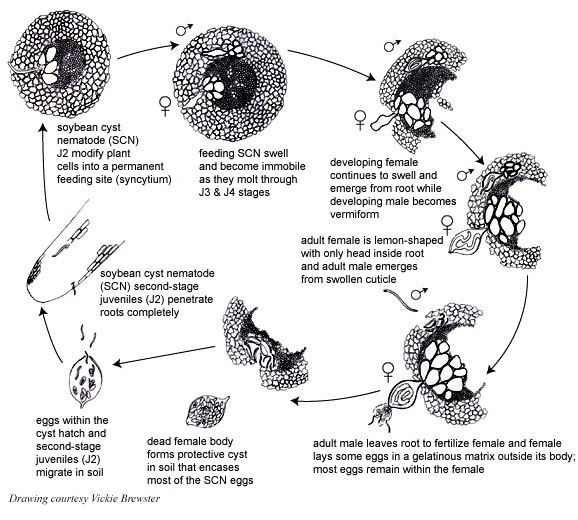 soybean cyst
nematode (SCN)
J2 modify plant
cells into a permanent
feeding site (syncytium)
♂
♀
feeding SCN swell
and become immobile
as they molt through
J3 & J4 stages
♂
♀
developing female
continues to swell and
emerge from root while
developing male becomes
vermiform
♂
♀
adult female is lemon-shaped
with only head inside root
and adult male emerges
from swollen cuticle
♂
♀
adult male leaves root to fertilize female and female
lays some eggs in a gelatinous matrix outside its body;
most eggs remain within the female
dead female body
forms protective cyst
in soil that encases
most of the SCN eggs
eggs within the
cyst hatch and
second-stage
juveniles (J2)
migrate in soil
soybean cyst nematode
(SCN) second-stage
juveniles (J2) penetrate
roots completely
Drawing courtesy Vickie Brewster